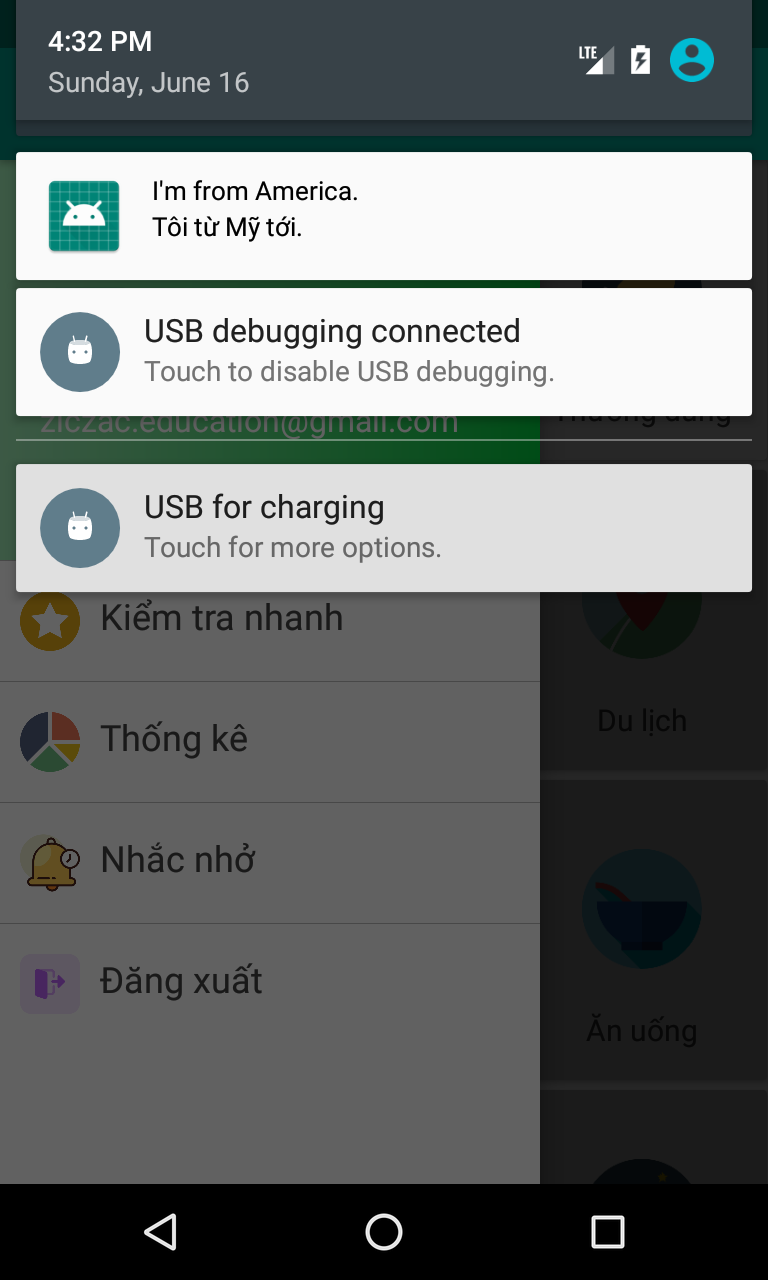 4:32 PM
LTE
Sunday, June 16
I'm from America.
Tôi từ Mỹ tới.
USB debugging connected
Touch to disable USB debugging.
ziczac.education@gmail.com
Thường dùng
USB for charging
Touch for more options.
Kiểm tra nhanh
Du lịch
Thống kê
Nhắc nhở
Đăng xuất
Ăn uống